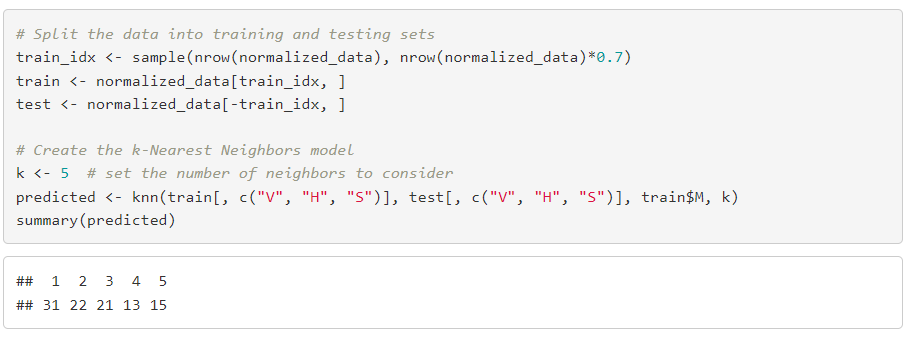 # Split the data into training and testing sets
train_idx <- sample(nrow(normalized_data), nrow(normalized_data)*0.7)
train <- normalized_data[train_idx, ]
test <- normalized_data[-train_idx, ]
# Create the k-Nearest Neighbors model
k <- 5  # set the number of neighbors to consider
predicted <- knn(train[, c("V", "H", "S")], test[, c("V", "H", "S")], train$M, k)
summary(predicted)
##  1  2  3  4  5
## 31 22 21 13 15